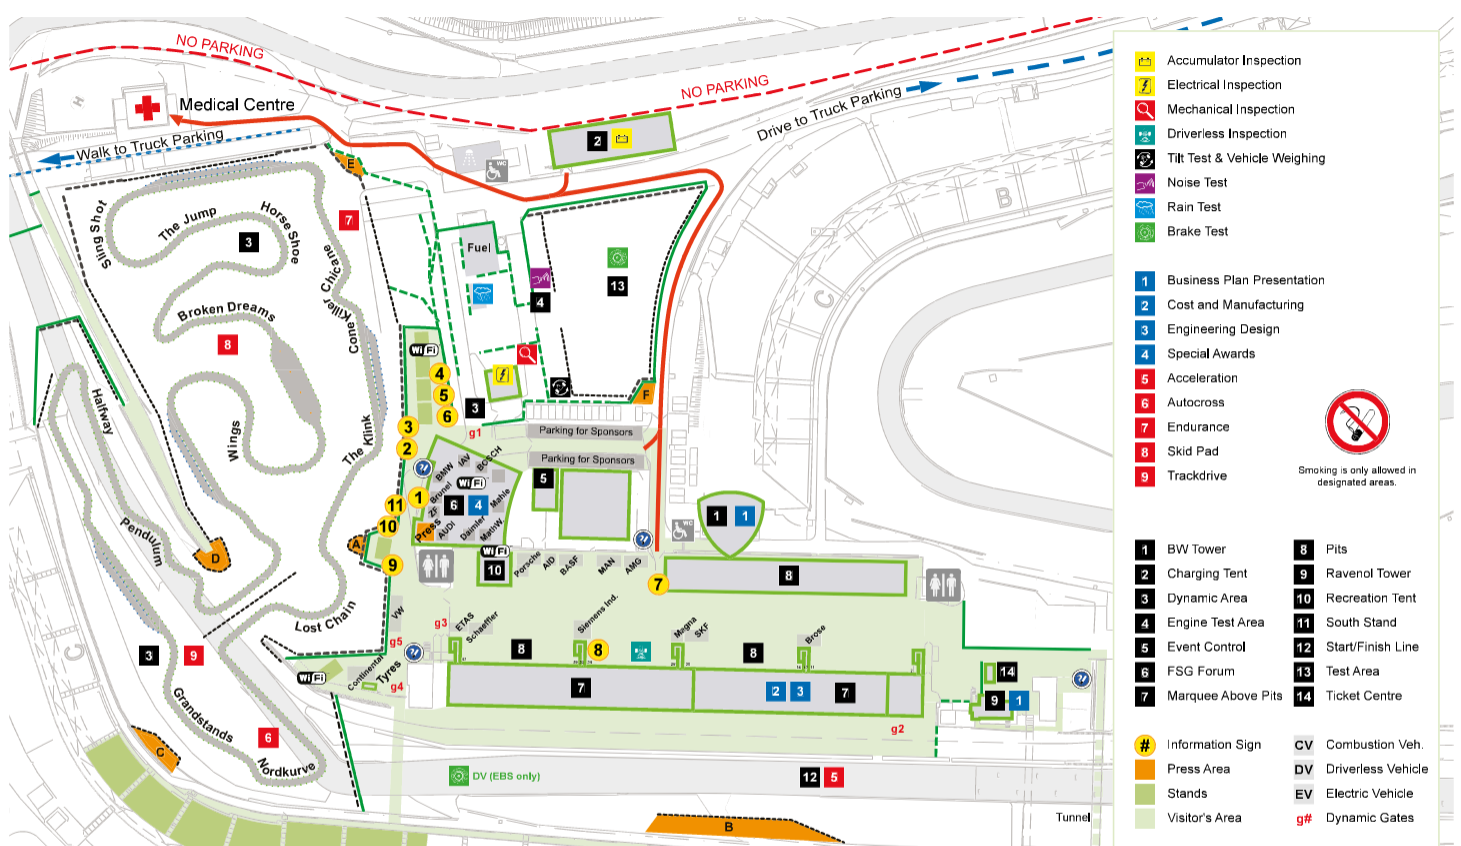 NO PARKING
NO PARKING
Medical Centre
Walk to Truck Parking
Drive to Truck Parking
H
B
C
C
WC
2
E
7
Sling Shot
The Jump
Horse Shoe
3
Cone Killer Chicane
Broken Dreams
8
Wings
The Klink
Halfway
Pendulum
D
A
Lost Chain
3
9
Grandstands
6
Nordkurve
C
Fuel
4
13
F
WiFi
4
5
6
3
g1
3
2
Parking for Sponsors
Parking for Sponsors
BMW
IAV
BOSCH
Brunel
WiFi
Mahle
ZF
6
4
Press
AUDI
Daimler
MathW.
1
11
10
9
5
WiFi
10
Porsche
AID
BASF
MAN
AMG
7
WC
1
1
8
VW
g5
g3
ETAS
Schaeffler
8
Siemens Ind.
8
Magna
SKF
8
Brose
Continental
Tyres
g4
WiFi
7
2
3
7
g2
14
9
1
DV (EBS only)
12
5
B
Tunnel
Accumulator Inspection
Electrical Inspection
Mechanical Inspection
Driverless Inspection
Tilt Test & Vehicle Weighing
Noise Test
Rain Test
Brake Test
1 Business Plan Presentation
2 Cost and Manufacturing
3 Engineering Design
4 Special Awards
5 Acceleration
6 Autocross
7 Endurance
8 Skid Pad
9 Trackdrive
Smoking is only allowed in
designated areas.
1 BW Tower
2 Charging Tent
3 Dynamic Area
4 Engine Test Area
5 Event Control
6 FSG Forum
7 Marquee Above Pits
8 Pits
9 Ravenol Tower
10 Recreation Tent
11 South Stand
12 Start/Finish Line
13 Test Area
14 Ticket Centre
# Information Sign
Press Area
Stands
Visitor's Area
CV Combustion Veh.
DV Driverless Vehicle
EV Electric Vehicle
g# Dynamic Gates